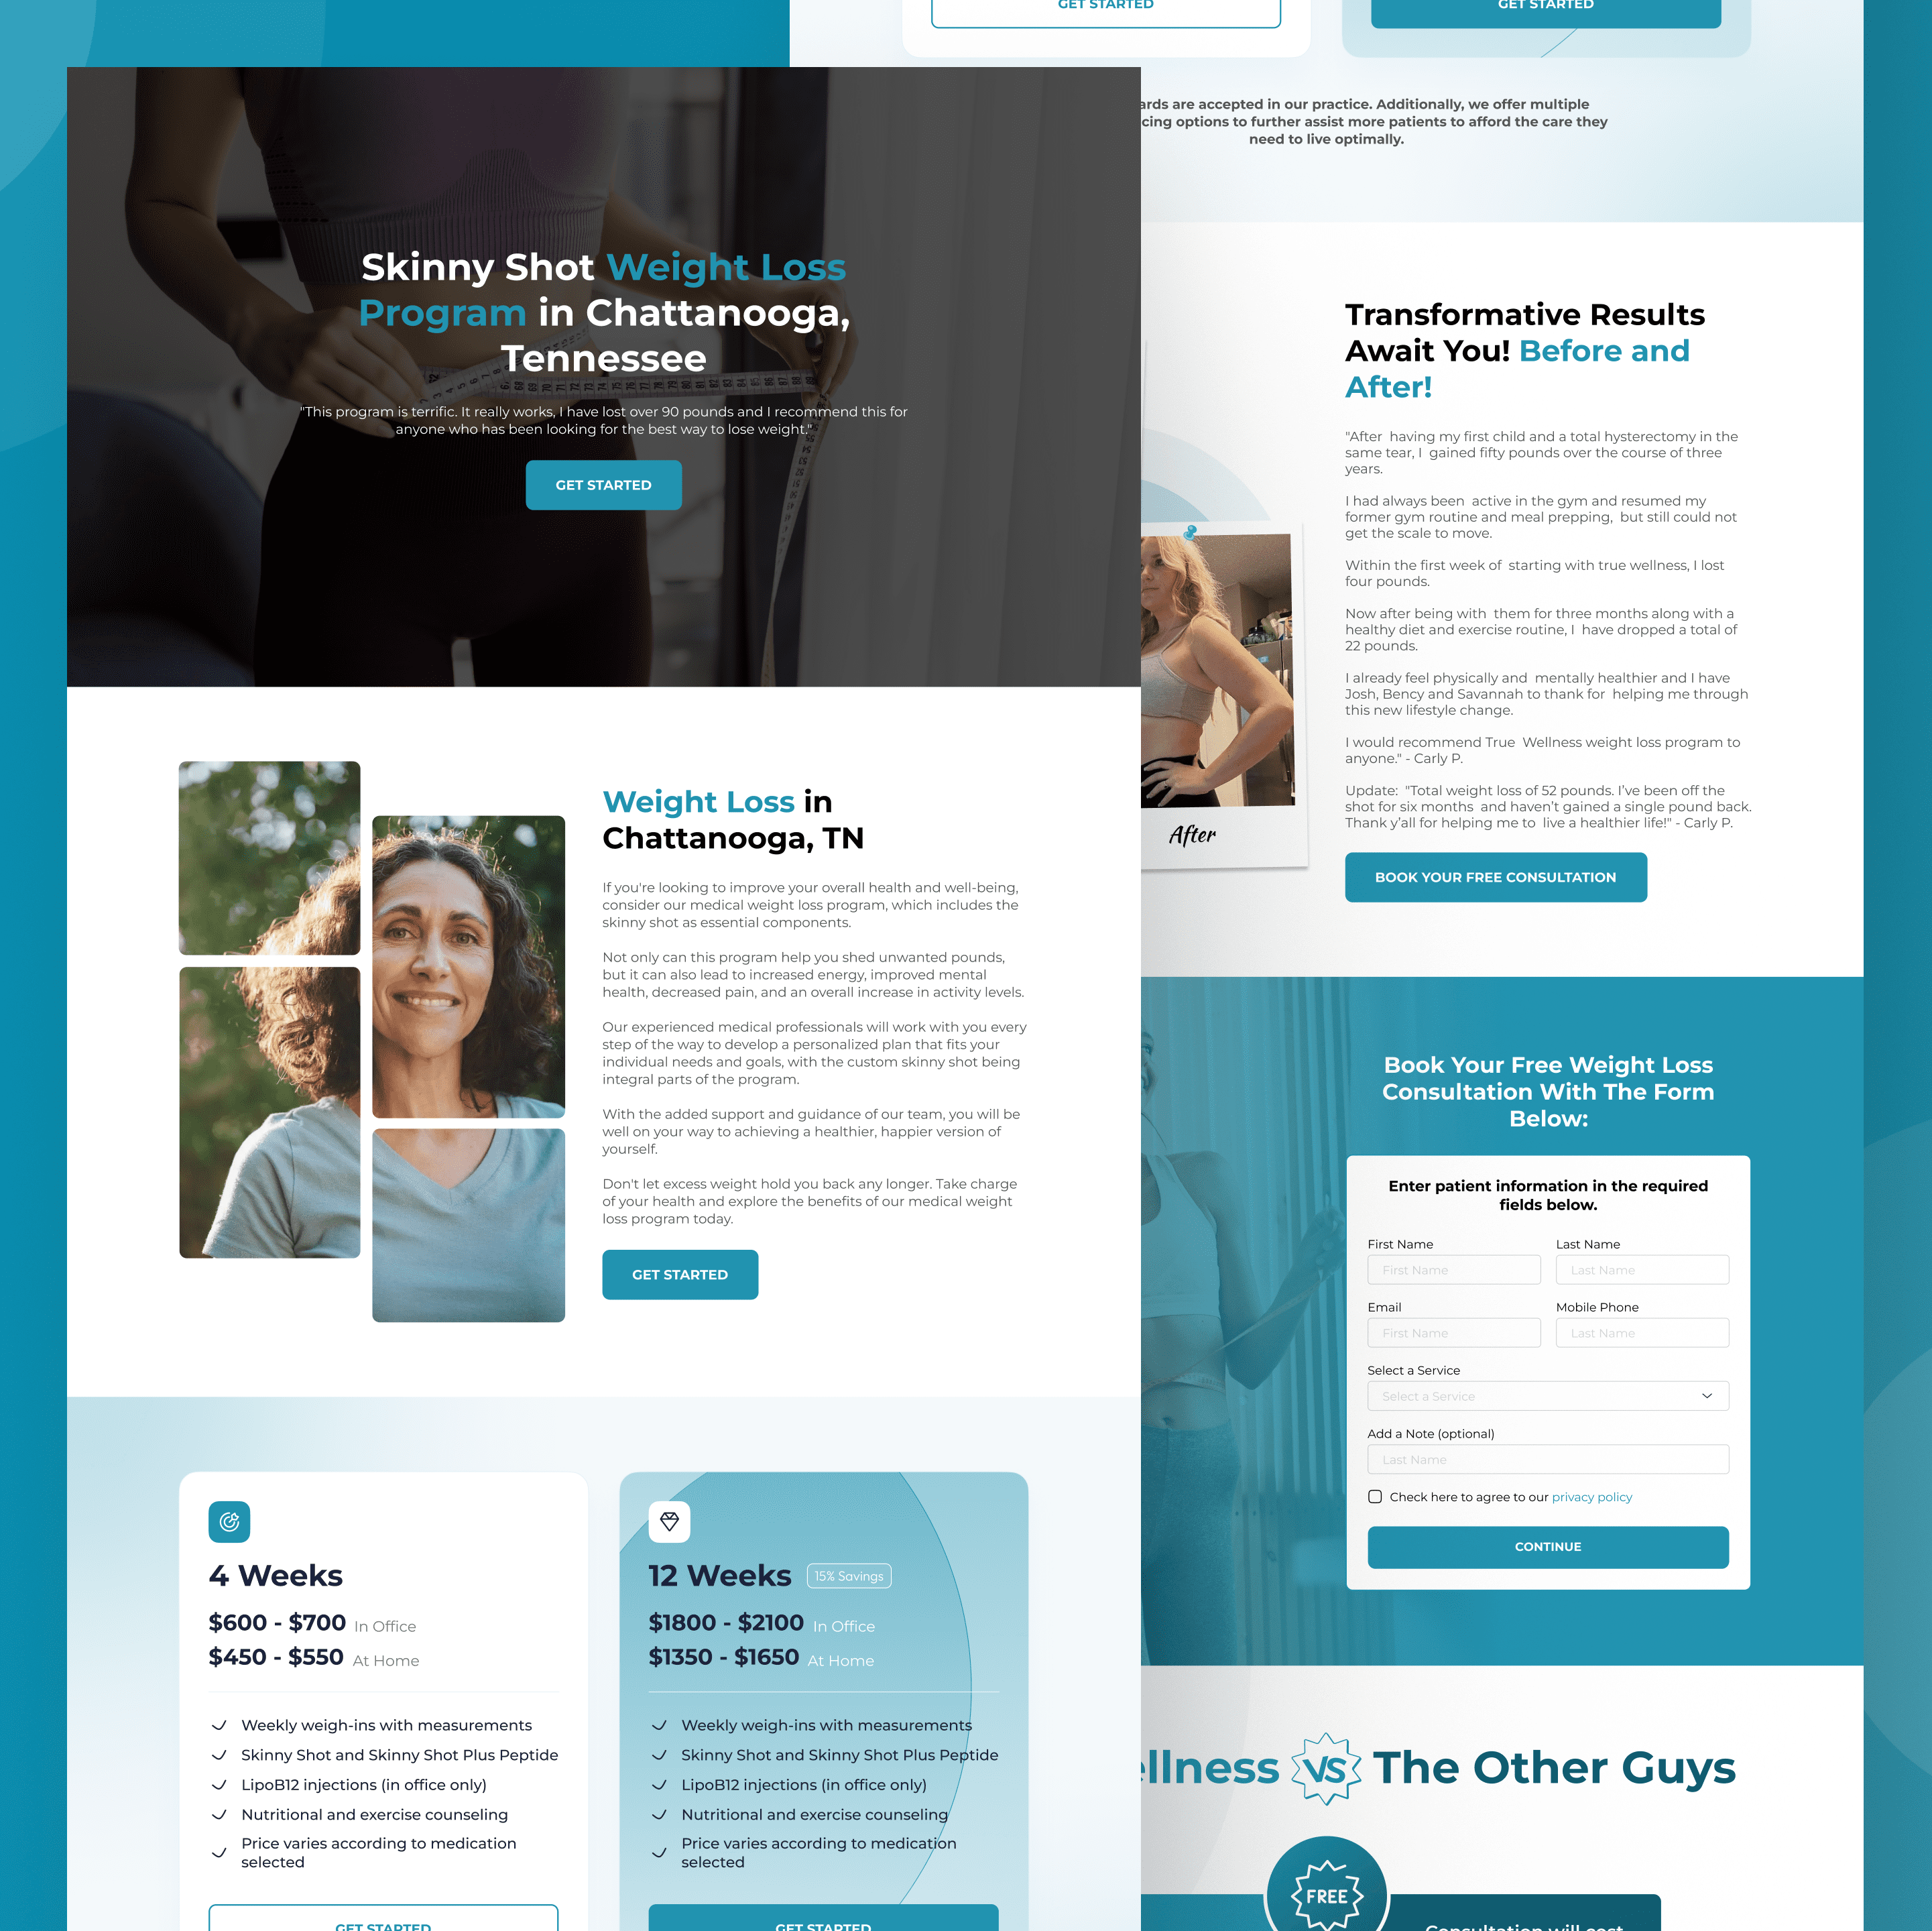 Skinny Shot Weight Loss
Program in Chattanooga,
Tennessee
"This program is terrific. It really works, I have lost over 90 pounds and I recommend this for
anyone who has been looking for the best way to lose weight."
GET STARTED
Weight Loss in
Chattanooga, TN
If you're looking to improve your overall health and well-being,
consider our medical weight loss program, which includes the
skinny shot as essential components.
Not only can this program help you shed unwanted pounds,
but it can also lead to increased energy, improved mental
health, decreased pain, and an overall increase in activity levels.
Our experienced medical professionals will work with you every
step of the way to develop a personalized plan that fits your
individual needs and goals, with the custom skinny shot being
integral parts of the program.
With the added support and guidance of our team, you will be
well on your way to achieving a healthier, happier version of
yourself.
Don't let excess weight hold you back any longer. Take charge
of your health and explore the benefits of our medical weight
loss program today.
GET STARTED
4 Weeks
$600 - $700 In Office
$450 - $550 At Home
Weekly weigh-ins with measurements
Skinny Shot and Skinny Shot Plus Peptide
LipoB12 injections (in office only)
Nutritional and exercise counseling
Price varies according to medication
selected
GET STARTED
12 Weeks 15% Savings
$1800 - $2100 In Office
$1350 - $1650 At Home
Weekly weigh-ins with measurements
Skinny Shot and Skinny Shot Plus Peptide
LipoB12 injections (in office only)
Nutritional and exercise counseling
Price varies according to medication
selected
GET STARTED
GET STARTED
GET STARTED
ards are accepted in our practice. Additionally, we offer multiple
cing options to further assist more patients to afford the care they
need to live optimally.
After
Transformative Results
Await You! Before and
After!
"After having my first child and a total hysterectomy in the
same tear, I gained fifty pounds over the course of three
years.
I had always been active in the gym and resumed my
former gym routine and meal prepping, but still could not
get the scale to move.
Within the first week of starting with true wellness, I lost
four pounds.
Now after being with them for three months along with a
healthy diet and exercise routine, I have dropped a total of
22 pounds.
I already feel physically and mentally healthier and I have
Josh, Bency and Savannah to thank for helping me through
this new lifestyle change.
I would recommend True Wellness weight loss program to
anyone." - Carly P.
Update: "Total weight loss of 52 pounds. I've been off the
shot for six months and haven't gained a single pound back.
Thank y'all for helping me to live a healthier life!" - Carly P.
BOOK YOUR FREE CONSULTATION
Book Your Free Weight Loss
Consultation With The Form
Below:
Enter patient information in the required
fields below.
First Name Last Name
First Name Last Name
Email Mobile Phone
First Name Last Name
Select a Service
Select a Service
Add a Note (optional)
Last Name
Check here to agree to our privacy policy
CONTINUE
ellness VS The Other Guys
FREE
Consultation will cost